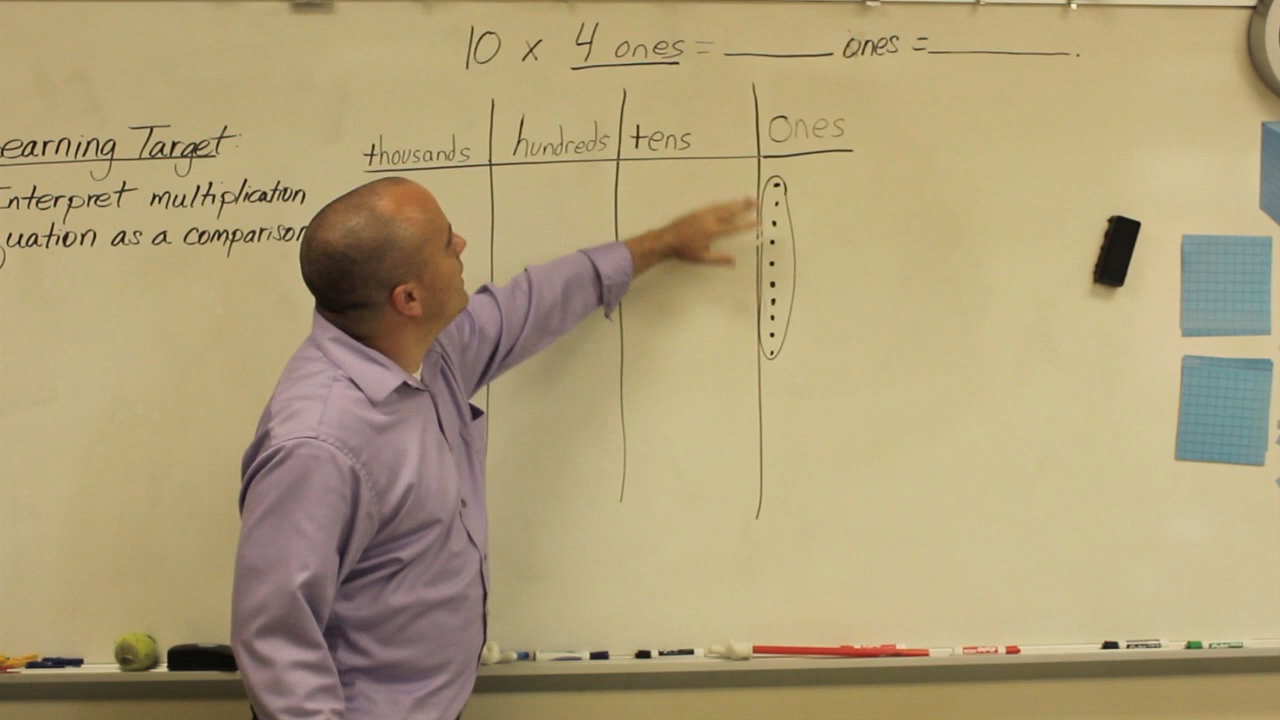 10 x 4 ones = ______ ones = ________.
earning Target
Interpret multiplication
uation as a comparison
thousands hundreds tens ones